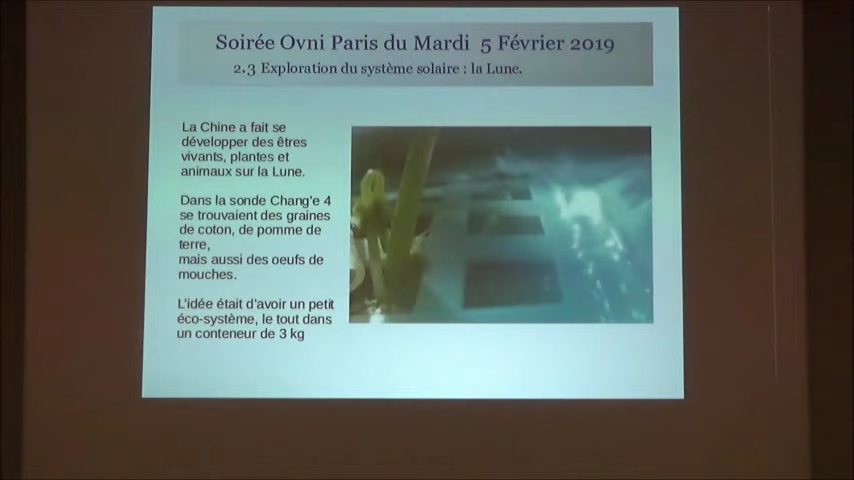 Soirée Ovni Paris du Mardi 5 Février 2019
2.3 Exploration du système solaire : la Lune.
La Chine a fait se
développer des êtres
vivants, plantes et
animaux sur la Lune.
Dans la sonde Chang'e 4
se trouvaient des graines
de coton, de pomme de
terre,
mais aussi des oeufs de
mouches.
L'idée était d'avoir un petit
éco-système, le tout dans
un conteneur de 3 kg